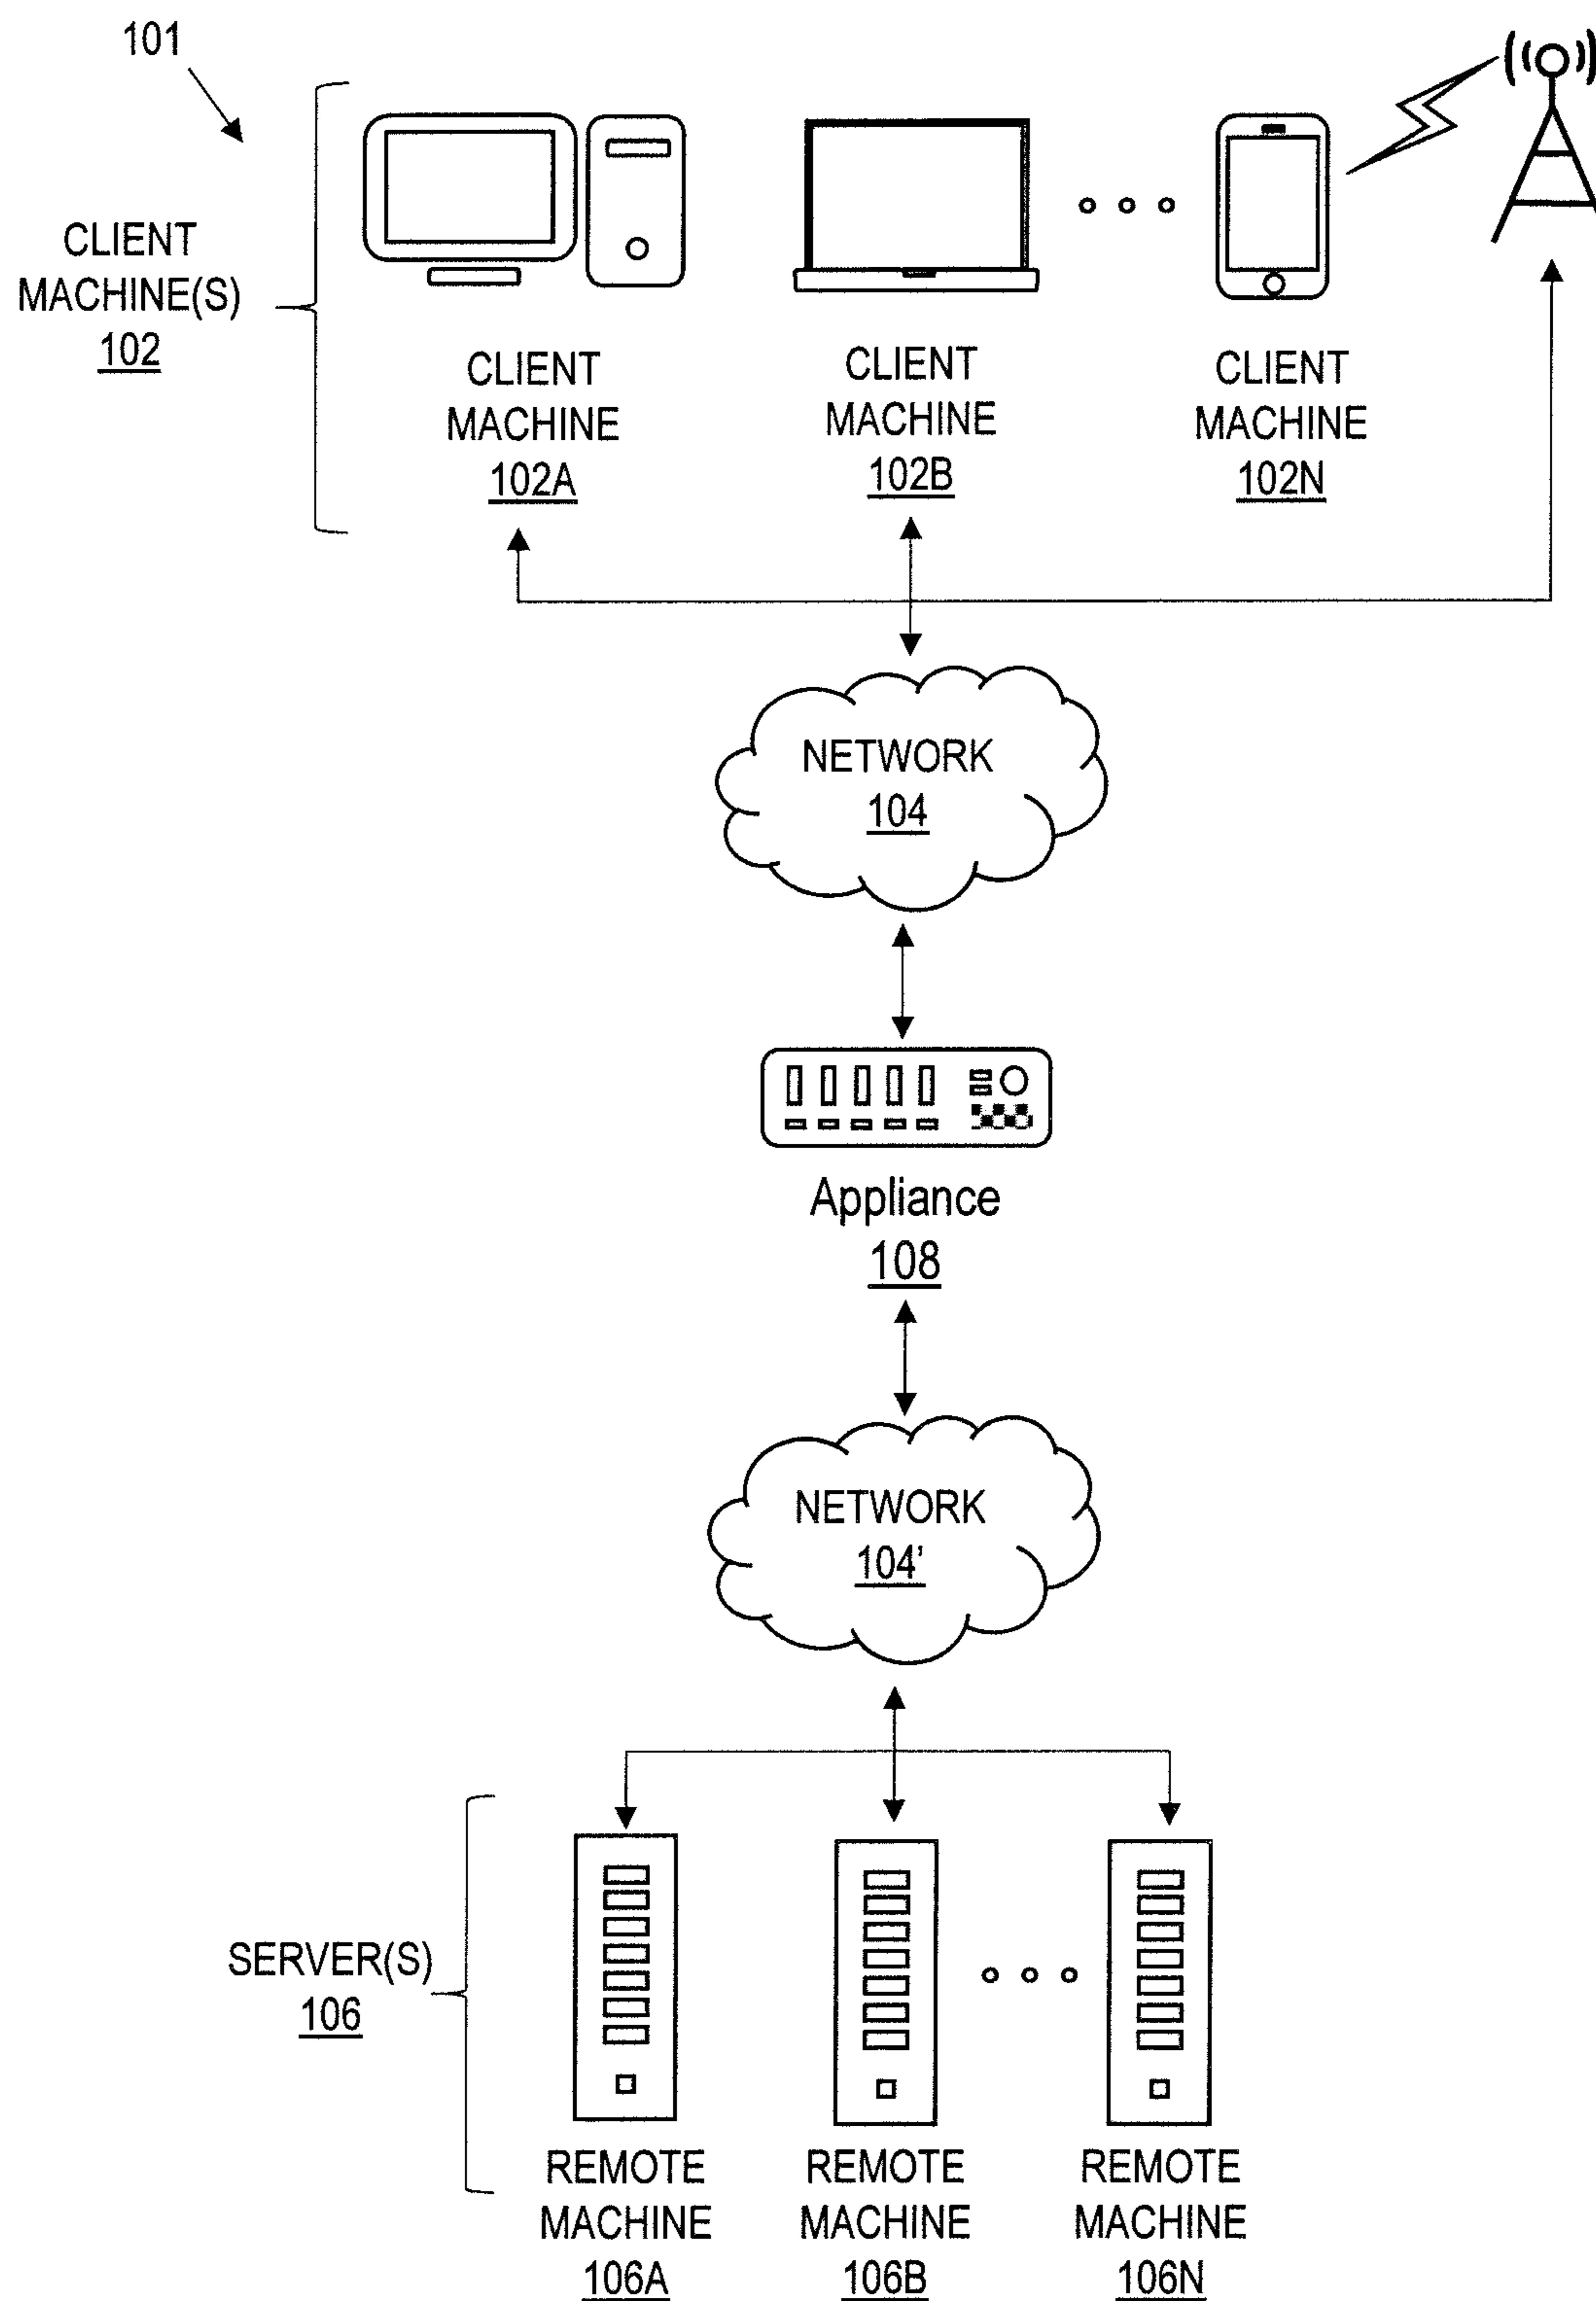 101
CLIENT
MACHINE(S)
102
CLIENT
MACHINE
102A
CLIENT
MACHINE
102B
CLIENT
MACHINE
102N
NETWORK
104
Appliance
108
NETWORK
104'
SERVER(S)
106
REMOTE
MACHINE
106A
REMOTE
MACHINE
106B
REMOTE
MACHINE
106N